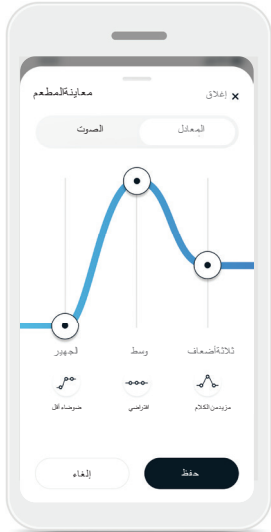 معاينةالمطعم × إغلاق
الصوت المعادل
الجهير وسط ثلاثةأضعاف
ضوضاء أقل افتراضي مزيدمن الكلام
إلغاء حفظ